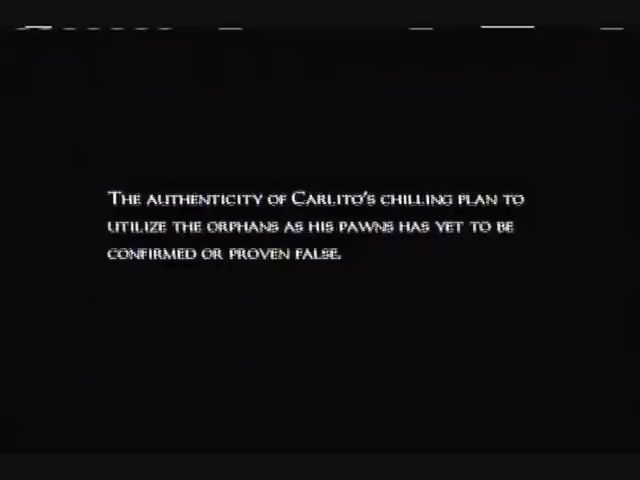 The authenticity of Carlito's chilling plan to
utilize the orphans as his pawns has yet to be
confirmed or proven false.